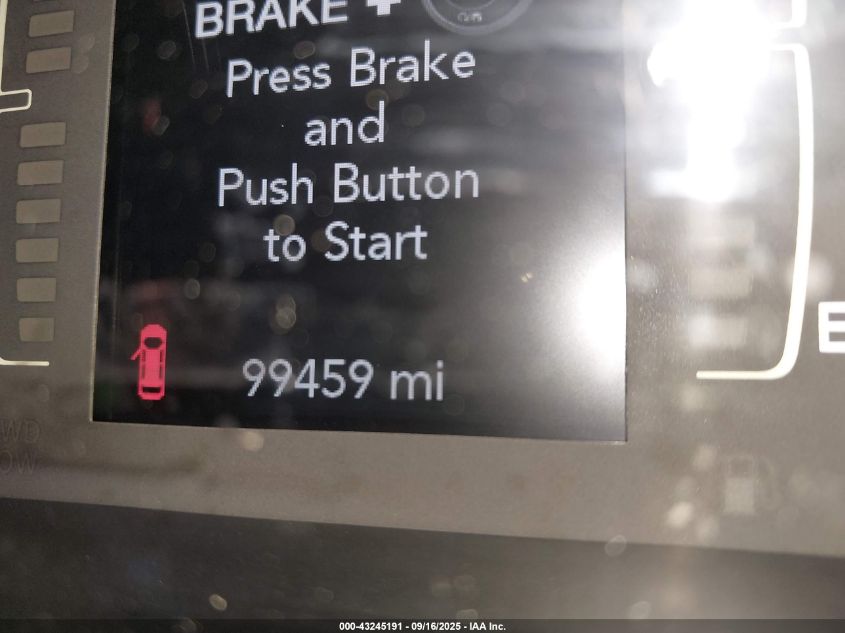 BRAKE +
Press Brake
and
Push Button
to Start
99459 mi
E
000-43245191 - 09/16/2025 - IAA Inc.